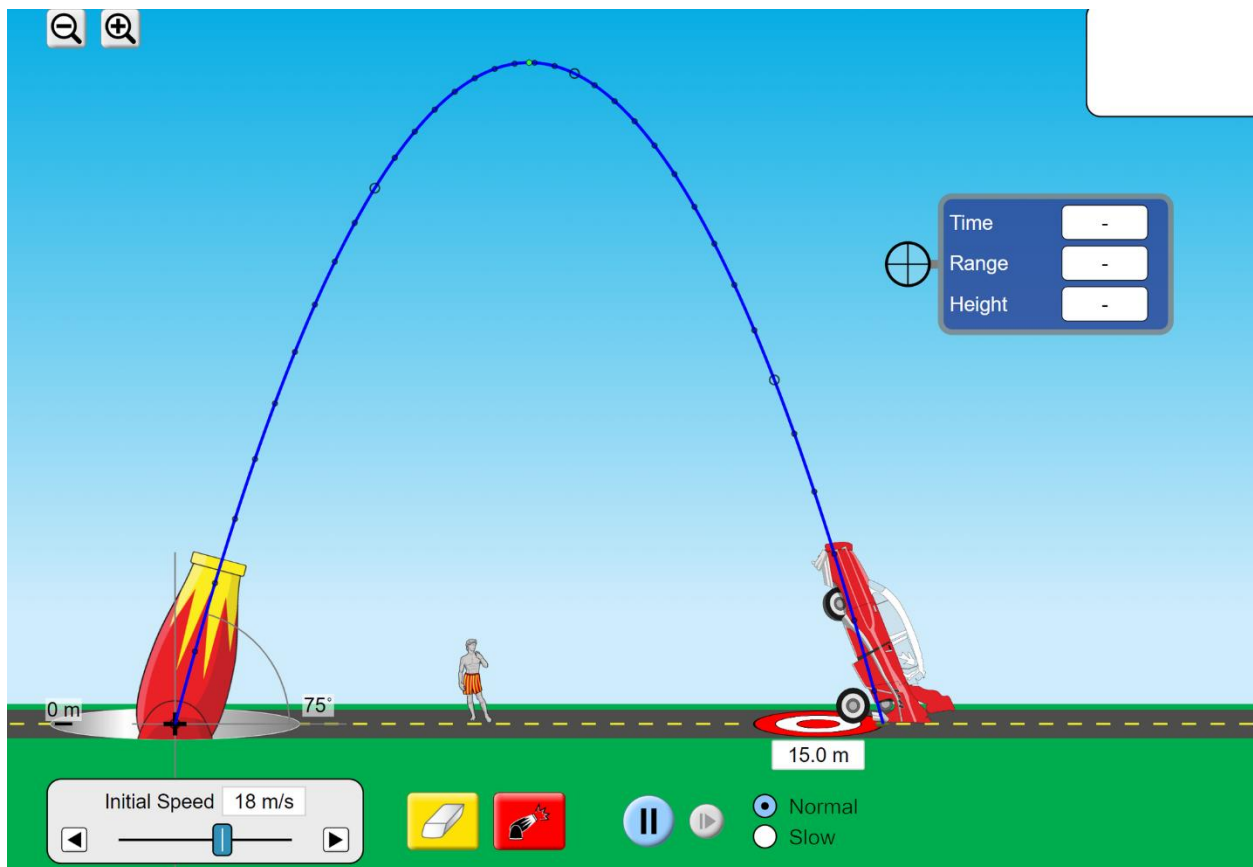 Time -
Range -
Height -
0 m
75°
15.0 m
Initial Speed 18 m/s
Normal
Slow